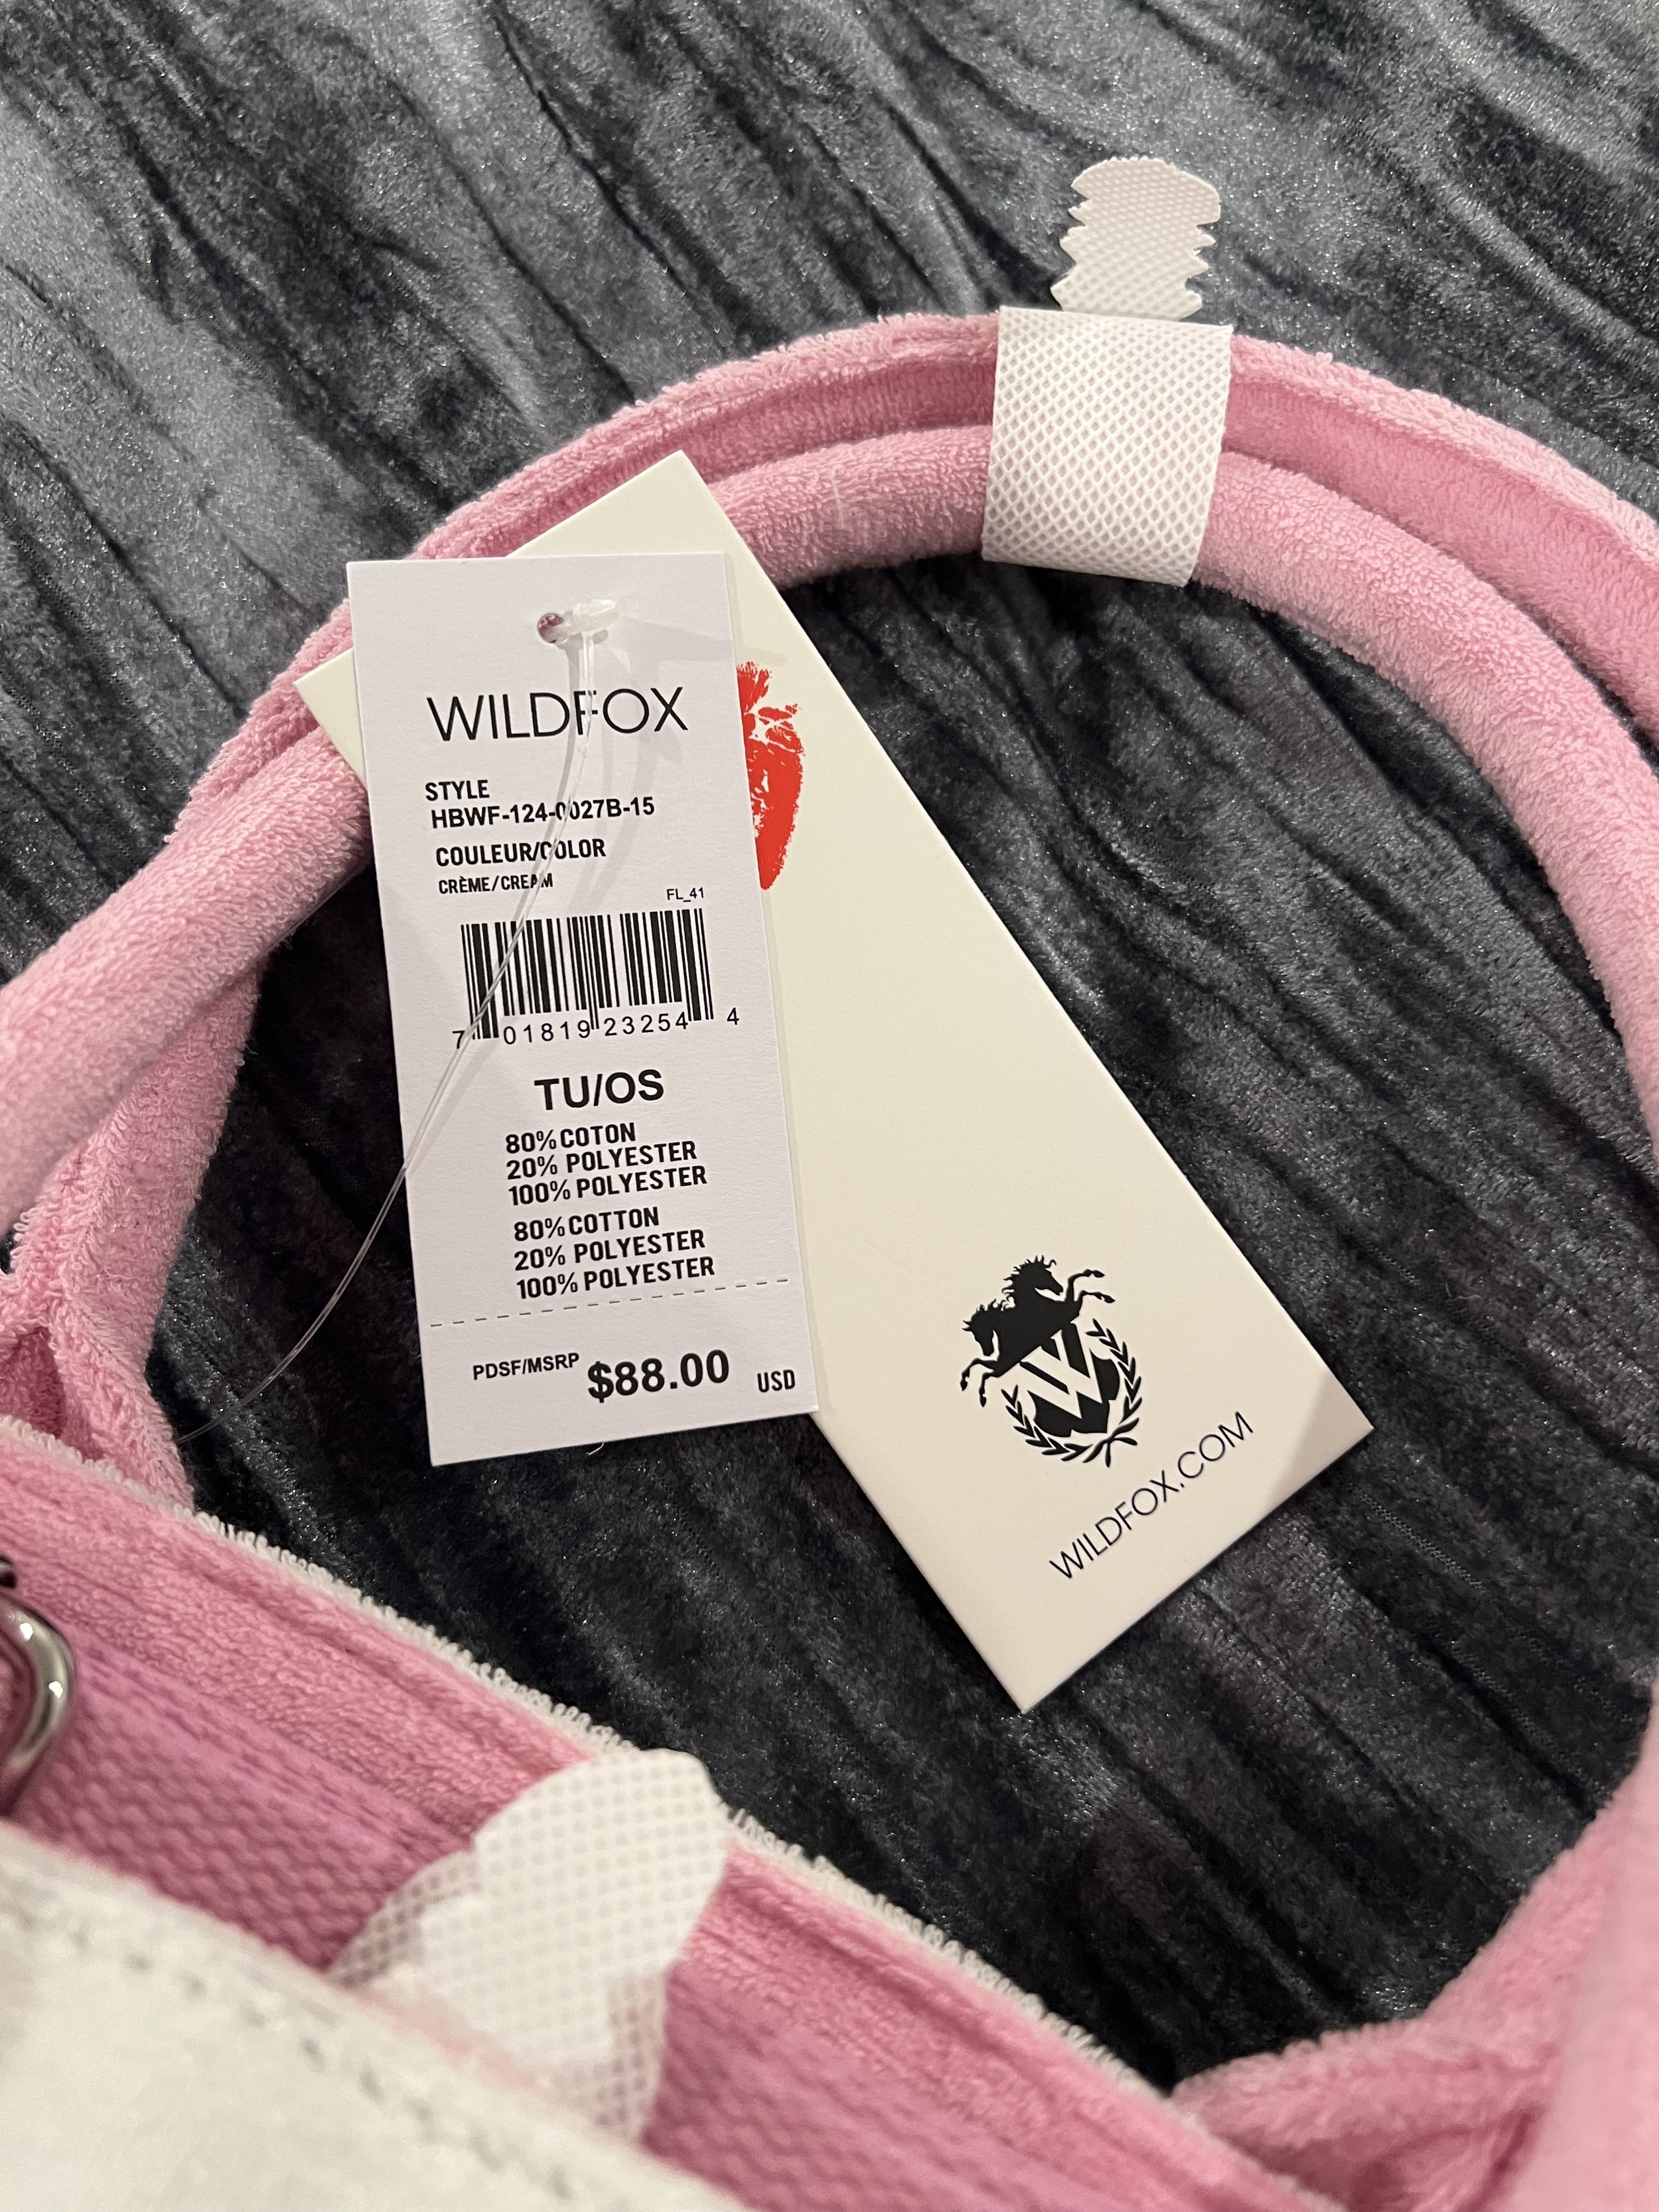 WILDFOX
STYLE
HBWF-124-0027B-15
COULEUR/COLOR
CRÈME/CREAM
FL_41
7 01819 23254 4
TU/OS
80% COTON
20% POLYESTER
100% POLYESTER
80% COTTON
20% POLYESTER
100% POLYESTER
PDSF/MSRP $88.00 USD
W
WILDFOX.COM